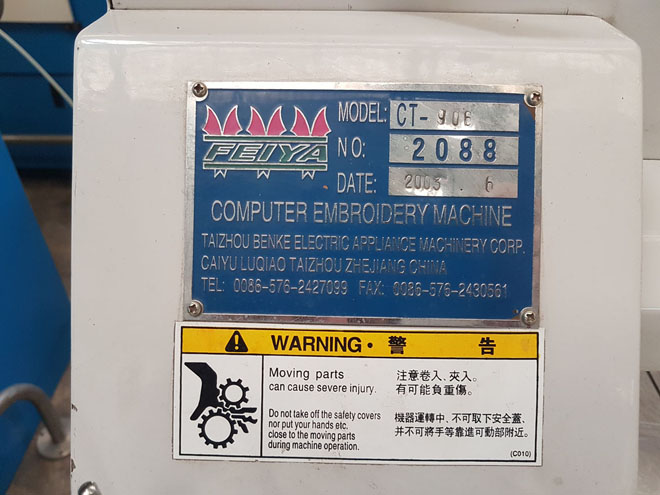 FEIYA
MODEL: CT-906
NO: 2088
DATE: 2003 . 6
COMPUTER EMBROIDERY MACHINE
TAIZHOU BENKE ELECTRIC APPLIANCE MACHINERY CORP.
CAIYU LUQIAO TAIZHOU ZHEJIANG CHINA
TEL: 0086-576-2427099 FAX: 0086-576-2430561
WARNING・警 告
Moving parts
can cause severe injury.
Do not take off the safety covers
nor put your hands etc.
close to the moving parts
during machine operation.
注意卷入、夾入。
有可能負重傷。
機器運轉中、不可取下安全蓋、
并不可將手等靠進可動部附近。
(C010)